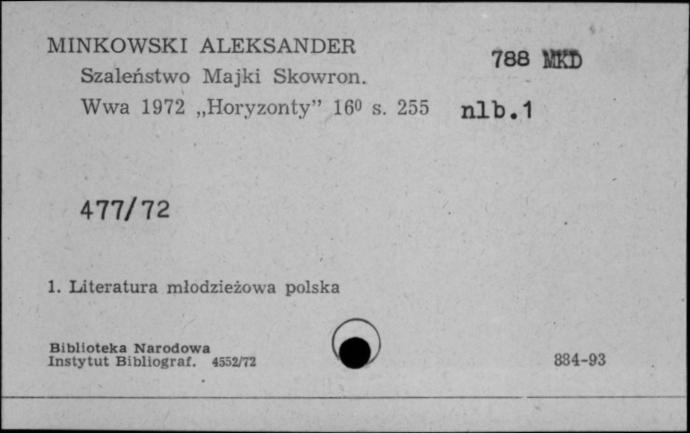 MINKOWSKI ALEKSANDER
788 MKD
Szaleństwo Majki Skowron.
Wwa 1972 „Horyzonty” 16⁰ s. 255 nlb.1
477/72
1. Literatura młodzieżowa polska
Biblioteka Narodowa
Instytut Bibliograf. 4552/72
884-93